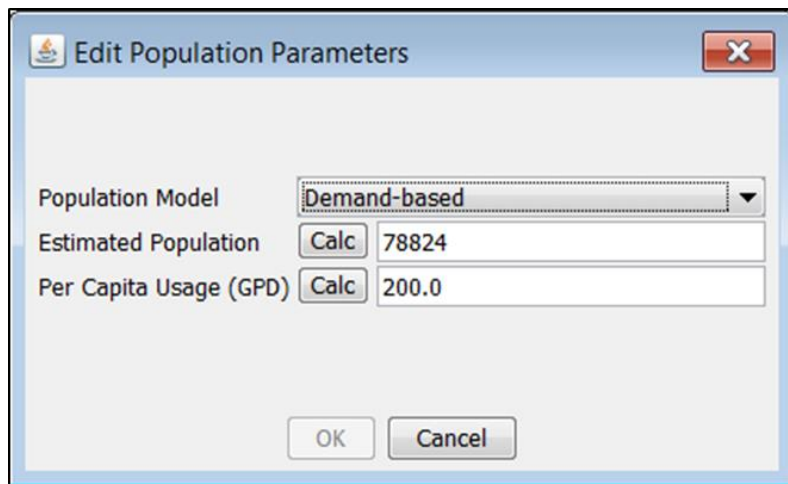 Edit Population Parameters
Population Model Demand-based
Estimated Population Calc 78824
Per Capita Usage (GPD) Calc 200.0
OK Cancel